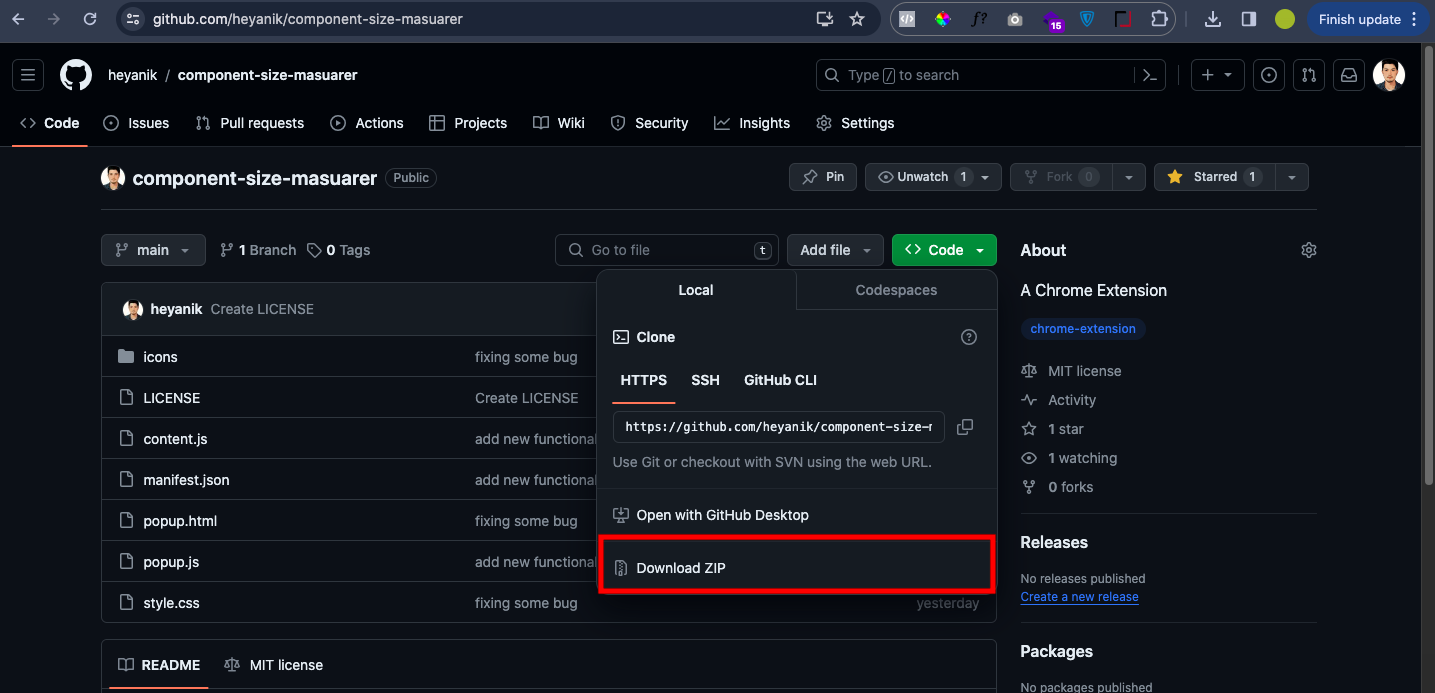 github.com/heyanik/component-size-masuarer
f?
15
Finish update
heyanik / component-size-masuarer
Type / to search
Code Issues Pull requests Actions Projects Wiki Security Insights Settings
component-size-masuarer Public
Pin Unwatch 1 Fork 0 Starred 1
main 1 Branch 0 Tags Go to file t Add file Code
About
Local Codespaces
A Chrome Extension
heyanik Create LICENSE
chrome-extension
Clone
icons fixing some bug
MIT license
HTTPS SSH GitHub CLI
LICENSE Create LICENSE
Activity
https://github.com/heyanik/component-size-
1 star
content.js add new functional
Use Git or checkout with SVN using the web URL.
1 watching
manifest.json add new functional
0 forks
Open with GitHub Desktop
popup.html fixing some bug
Releases
popup.js add new functional
Download ZIP
No releases published
Create a new release
style.css fixing some bug yesterday
Packages
README MIT license
No packages published